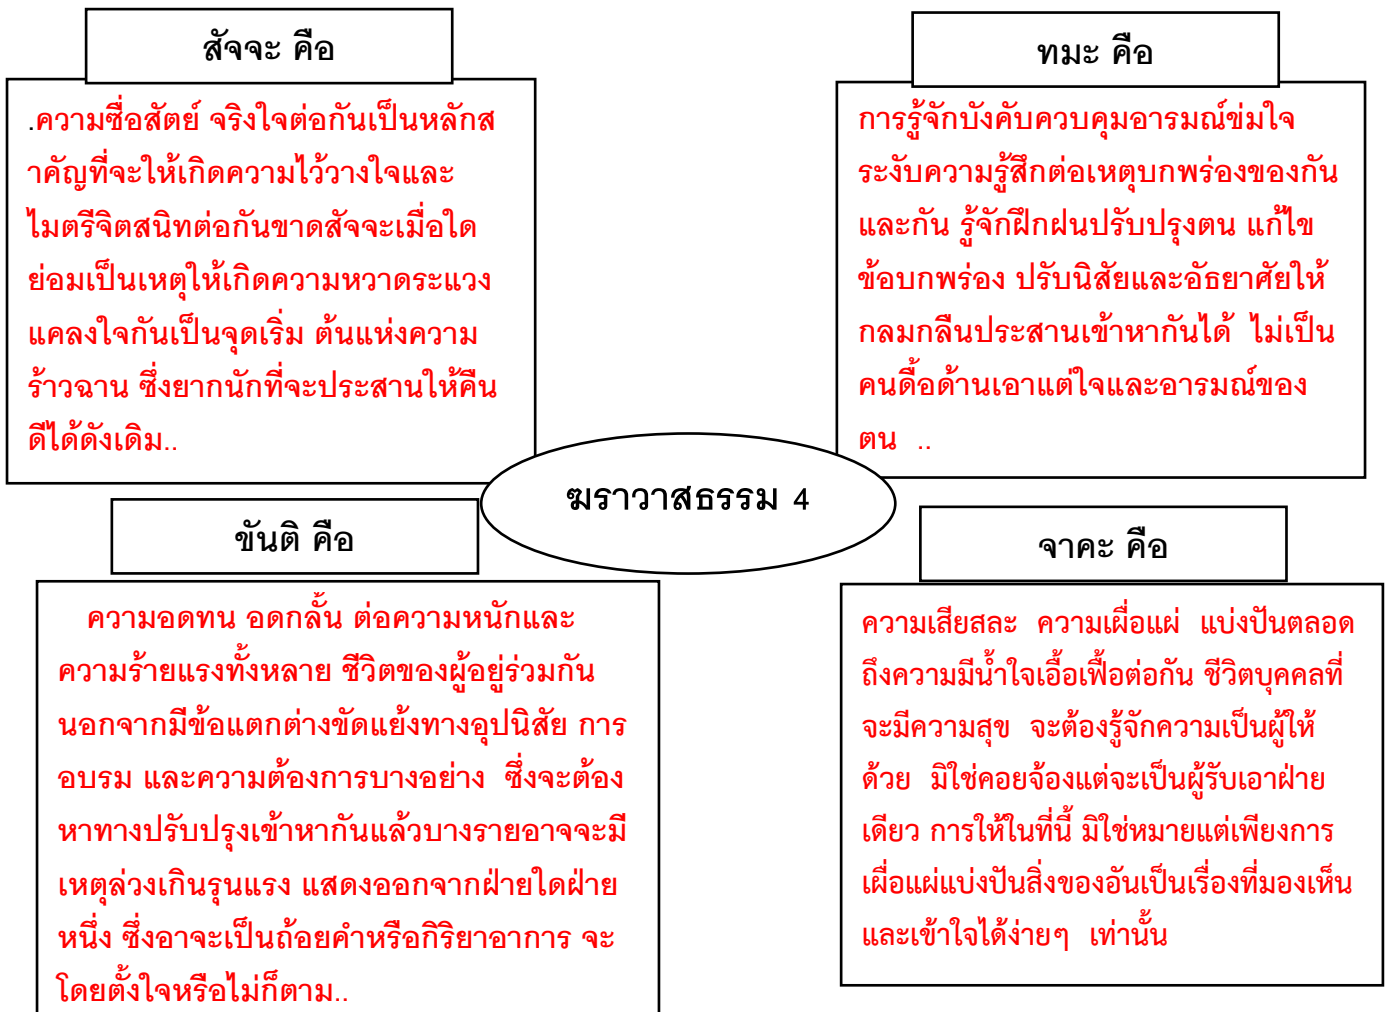 สัจจะ คือ
.ความซื่อสัตย์ จริงใจต่อกันเป็นหลักส
าคัญที่จะให้เกิดความไว้วางใจและ
ไมตรีจิตสนิทต่อกันขาดสัจจะเมื่อใด
ย่อมเป็นเหตุให้เกิดความหวาดระแวง
แคลงใจกันเป็นจุดเริ่ม ต้นแห่งความ
ร้าวฉาน ซึ่งยากนักที่จะประสานให้คืน
ดีได้ดังเดิม..
ทมะ คือ
การรู้จักบังคับควบคุมอารมณ์ข่มใจ
ระงับความรู้สึกต่อเหตุบกพร่องของกัน
และกัน รู้จักฝึกฝนปรับปรุงตน แก้ไข
ข้อบกพร่อง ปรับนิสัยและอัธยาศัยให้
กลมกลืนประสานเข้าหากันได้ ไม่เป็น
คนดื้อด้านเอาแต่ใจและอารมณ์ของ
ตน ..
ฆราวาสธรรม 4
ขันติ คือ
ความอดทน อดกลั้น ต่อความหนักและ
ความร้ายแรงทั้งหลาย ชีวิตของผู้อยู่ร่วมกัน
นอกจากมีข้อแตกต่างขัดแย้งทางอุปนิสัย การ
อบรม และความต้องการบางอย่าง ซึ่งจะต้อง
หาทางปรับปรุงเข้าหากันแล้วบางรายอาจจะมี
เหตุล่วงเกินรุนแรง แสดงออกจากฝ่ายใดฝ่าย
หนึ่ง ซึ่งอาจะเป็นถ้อยคำหรือกิริยาอาการ จะ
โดยตั้งใจหรือไม่ก็ตาม..
จาคะ คือ
ความเสียสละ ความเผื่อแผ่ แบ่งปันตลอด
ถึงความมีน้ำใจเอื้อเฟื้อต่อกัน ชีวิตบุคคลที่
จะมีความสุข จะต้องรู้จักความเป็นผู้ให้
ด้วย มิใช่คอยจ้องแต่จะเป็นผู้รับเอาฝ่าย
เดียว การให้ในที่นี้ มิใช่หมายแต่เพียงการ
เผื่อแผ่แบ่งปันสิ่งของอันเป็นเรื่องที่มองเห็น
และเข้าใจได้ง่ายๆ เท่านั้น